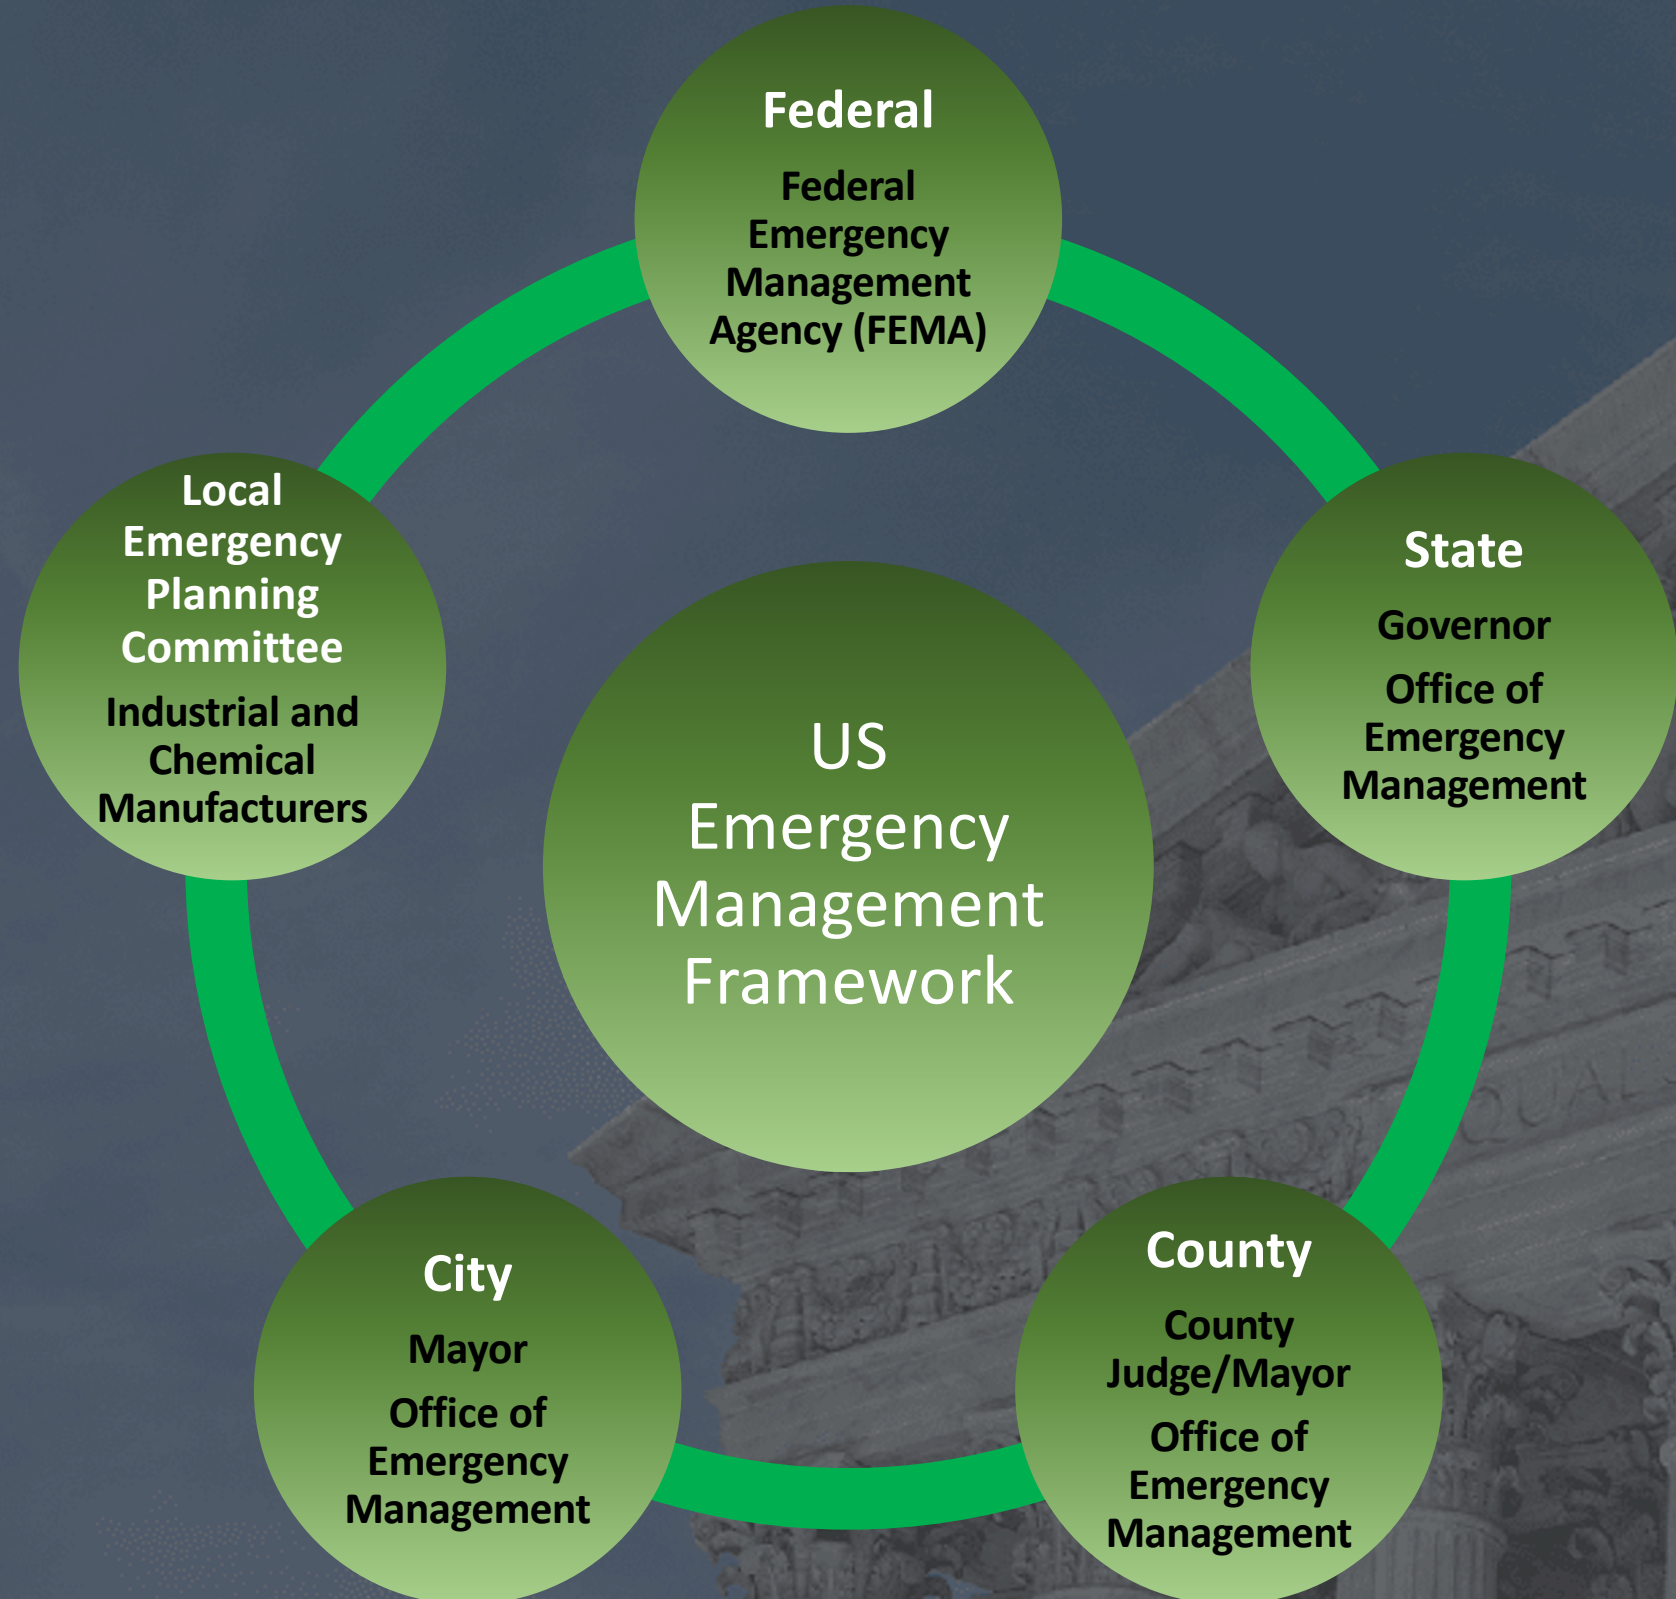 Federal
Federal
Emergency
Management
Agency (FEMA)
State
Governor
Office of
Emergency
Management
County
County
Judge/Mayor
Office of
Emergency
Management
City
Mayor
Office of
Emergency
Management
Local
Emergency
Planning
Committee
Industrial and
Chemical
Manufacturers
US
Emergency
Management
Framework
EQUAL